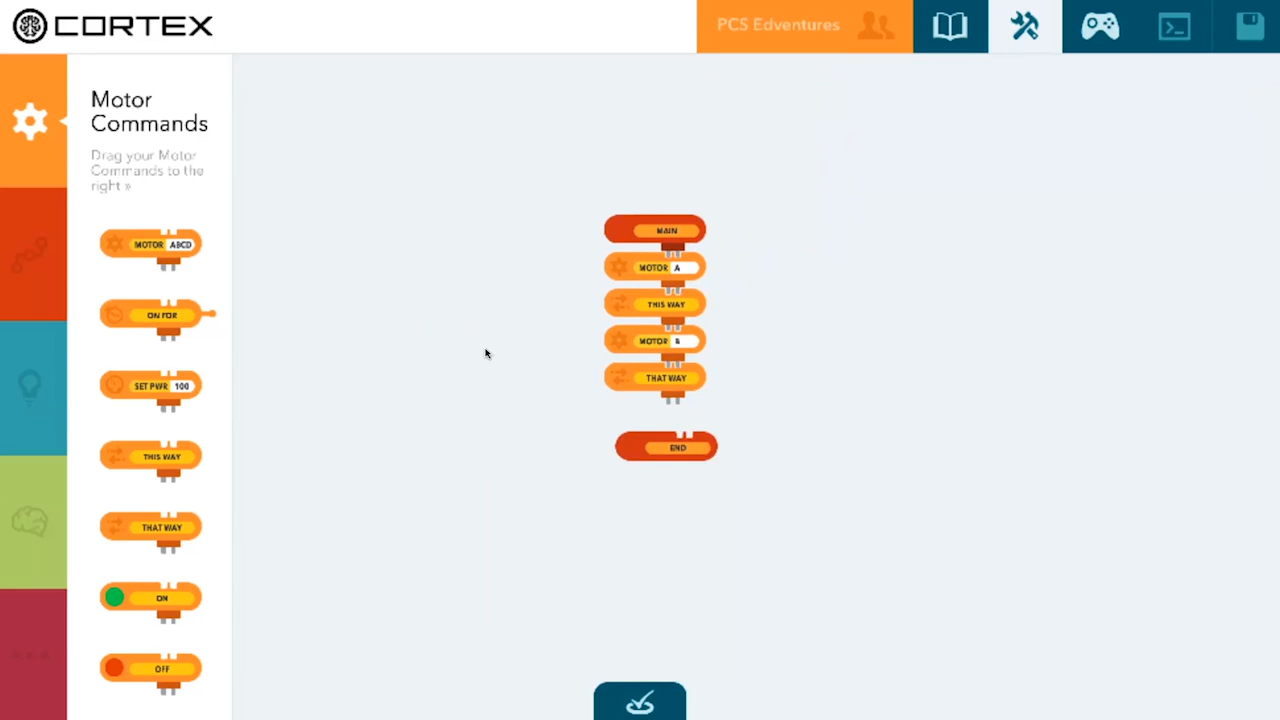 CORTEX
PCS Edventures
Motor
Commands
Drag your Motor
Commands to the
right »
MOTOR ABCD
ON FOR
SET PWR 100
THIS WAY
THAT WAY
ON
OFF
MAIN
MOTOR A
THIS WAY
MOTOR B
THAT WAY
END